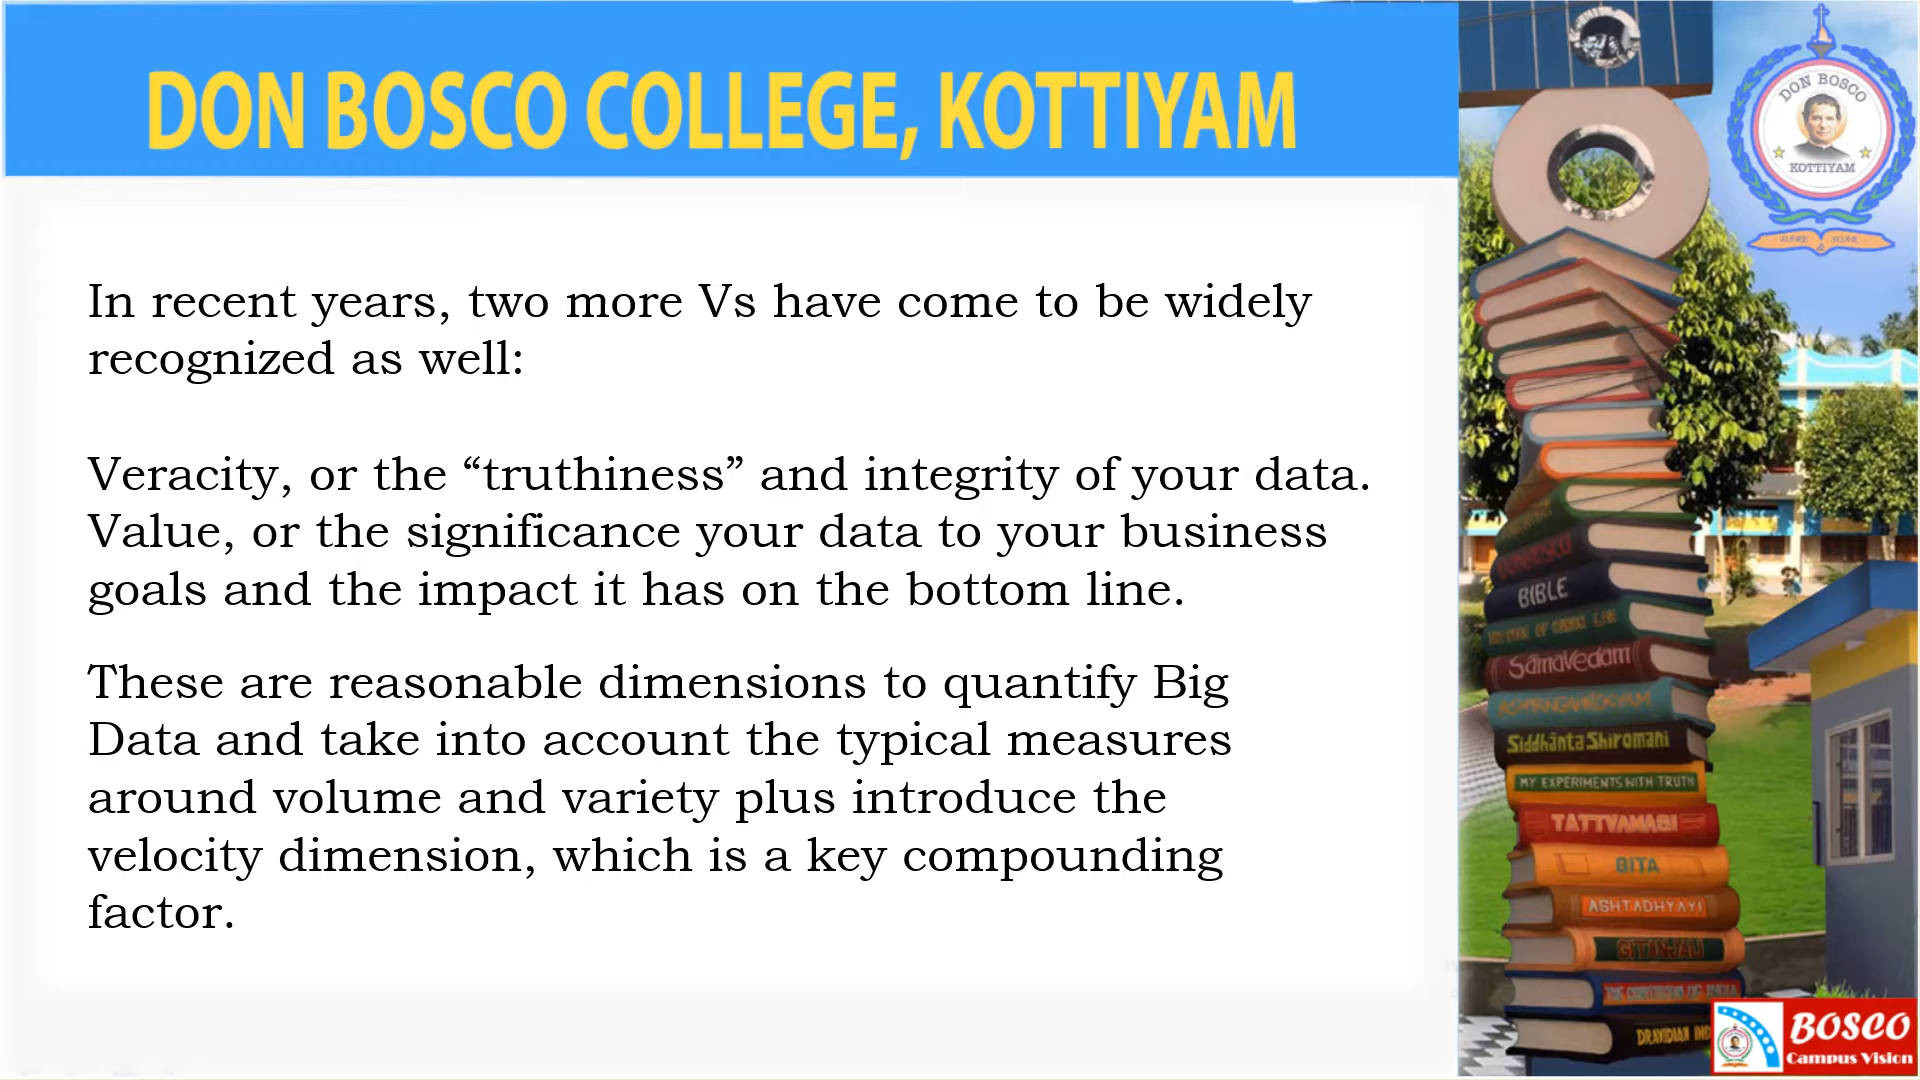 DON BOSCO COLLEGE, KOTTIYAM
In recent years, two more Vs have come to be widely
recognized as well:
Veracity, or the “truthiness” and integrity of your data.
Value, or the significance your data to your business
goals and the impact it has on the bottom line.
These are reasonable dimensions to quantify Big
Data and take into account the typical measures
around volume and variety plus introduce the
velocity dimension, which is a key compounding
factor.
DON BOSCO
KOTTIYAM
BIBLE
Sāmavedam
Siddhānta Shiromani
MY EXPERIMENTS WITH TRUTH
TATTVAMASI
GITA
ASHTADHYAYI
GITANJALI
DRAVIDIAN
BOSCO
Campus Vision